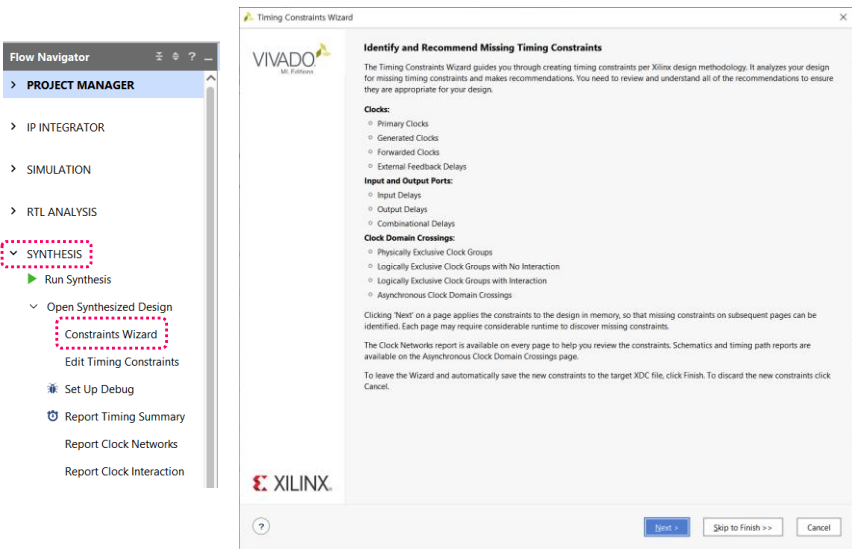 Flow Navigator
?
PROJECT MANAGER
IP INTEGRATOR
SIMULATION
RTL ANALYSIS
SYNTHESIS
Run Synthesis
Open Synthesized Design
Constraints Wizard
Edit Timing Constraints
Set Up Debug
Report Timing Summary
Report Clock Networks
Report Clock Interaction
Timing Constraints Wizard
VIVADO
ML Editions
Identify and Recommend Missing Timing Constraints
The Timing Constraints Wizard guides you through creating timing constraints per Xilinx design methodology. It analyzes your design
for missing timing constraints and makes recommendations. You need to review and understand all of the recommendations to ensure
they are appropriate for your design.
Clocks:
Primary Clocks
Generated Clocks
Forwarded Clocks
External Feedback Delays
Input and Output Ports:
Input Delays
Output Delays
Combinational Delays
Clock Domain Crossings:
Physically Exclusive Clock Groups
Logically Exclusive Clock Groups with No Interaction
Logically Exclusive Clock Groups with Interaction
Asynchronous Clock Domain Crossings
Clicking 'Next' on a page applies the constraints to the design in memory, so that missing constraints on subsequent pages can be
identified. Each page may require considerable runtime to discover missing constraints.
The Clock Networks report is available on every page to help you review the constraints. Schematics and timing path reports are
available on the Asynchronous Clock Domain Crossings page.
To leave the Wizard and automatically save the new constraints to the target XDC file, click Finish. To discard the new constraints click
Cancel.
XILINX.
?
Next >
Skip to Finish >>
Cancel